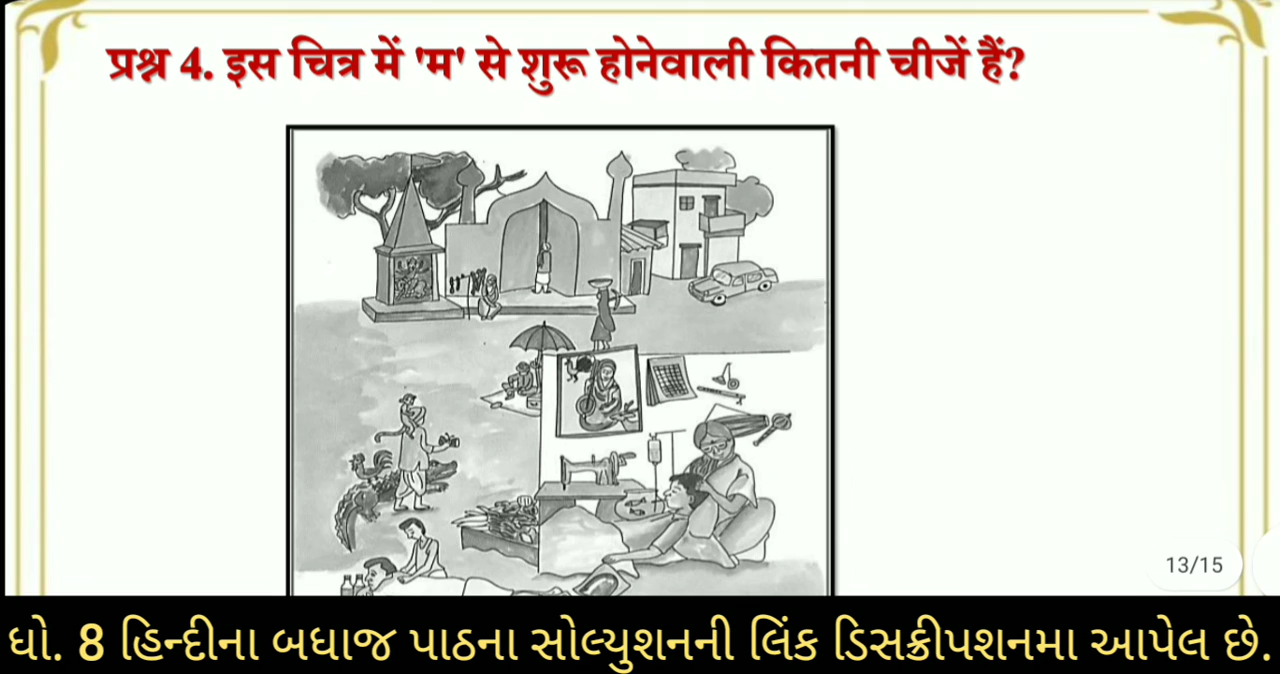 प्रश्न 4. इस चित्र में 'म' से शुरू होनेवाली कितनी चीजें हैं?
13/15
ધો. 8 હિન્દીના બધાજ પાઠના સોલ્યુશનની લિંક ડિસક્રીપશનમા આપેલ છે.